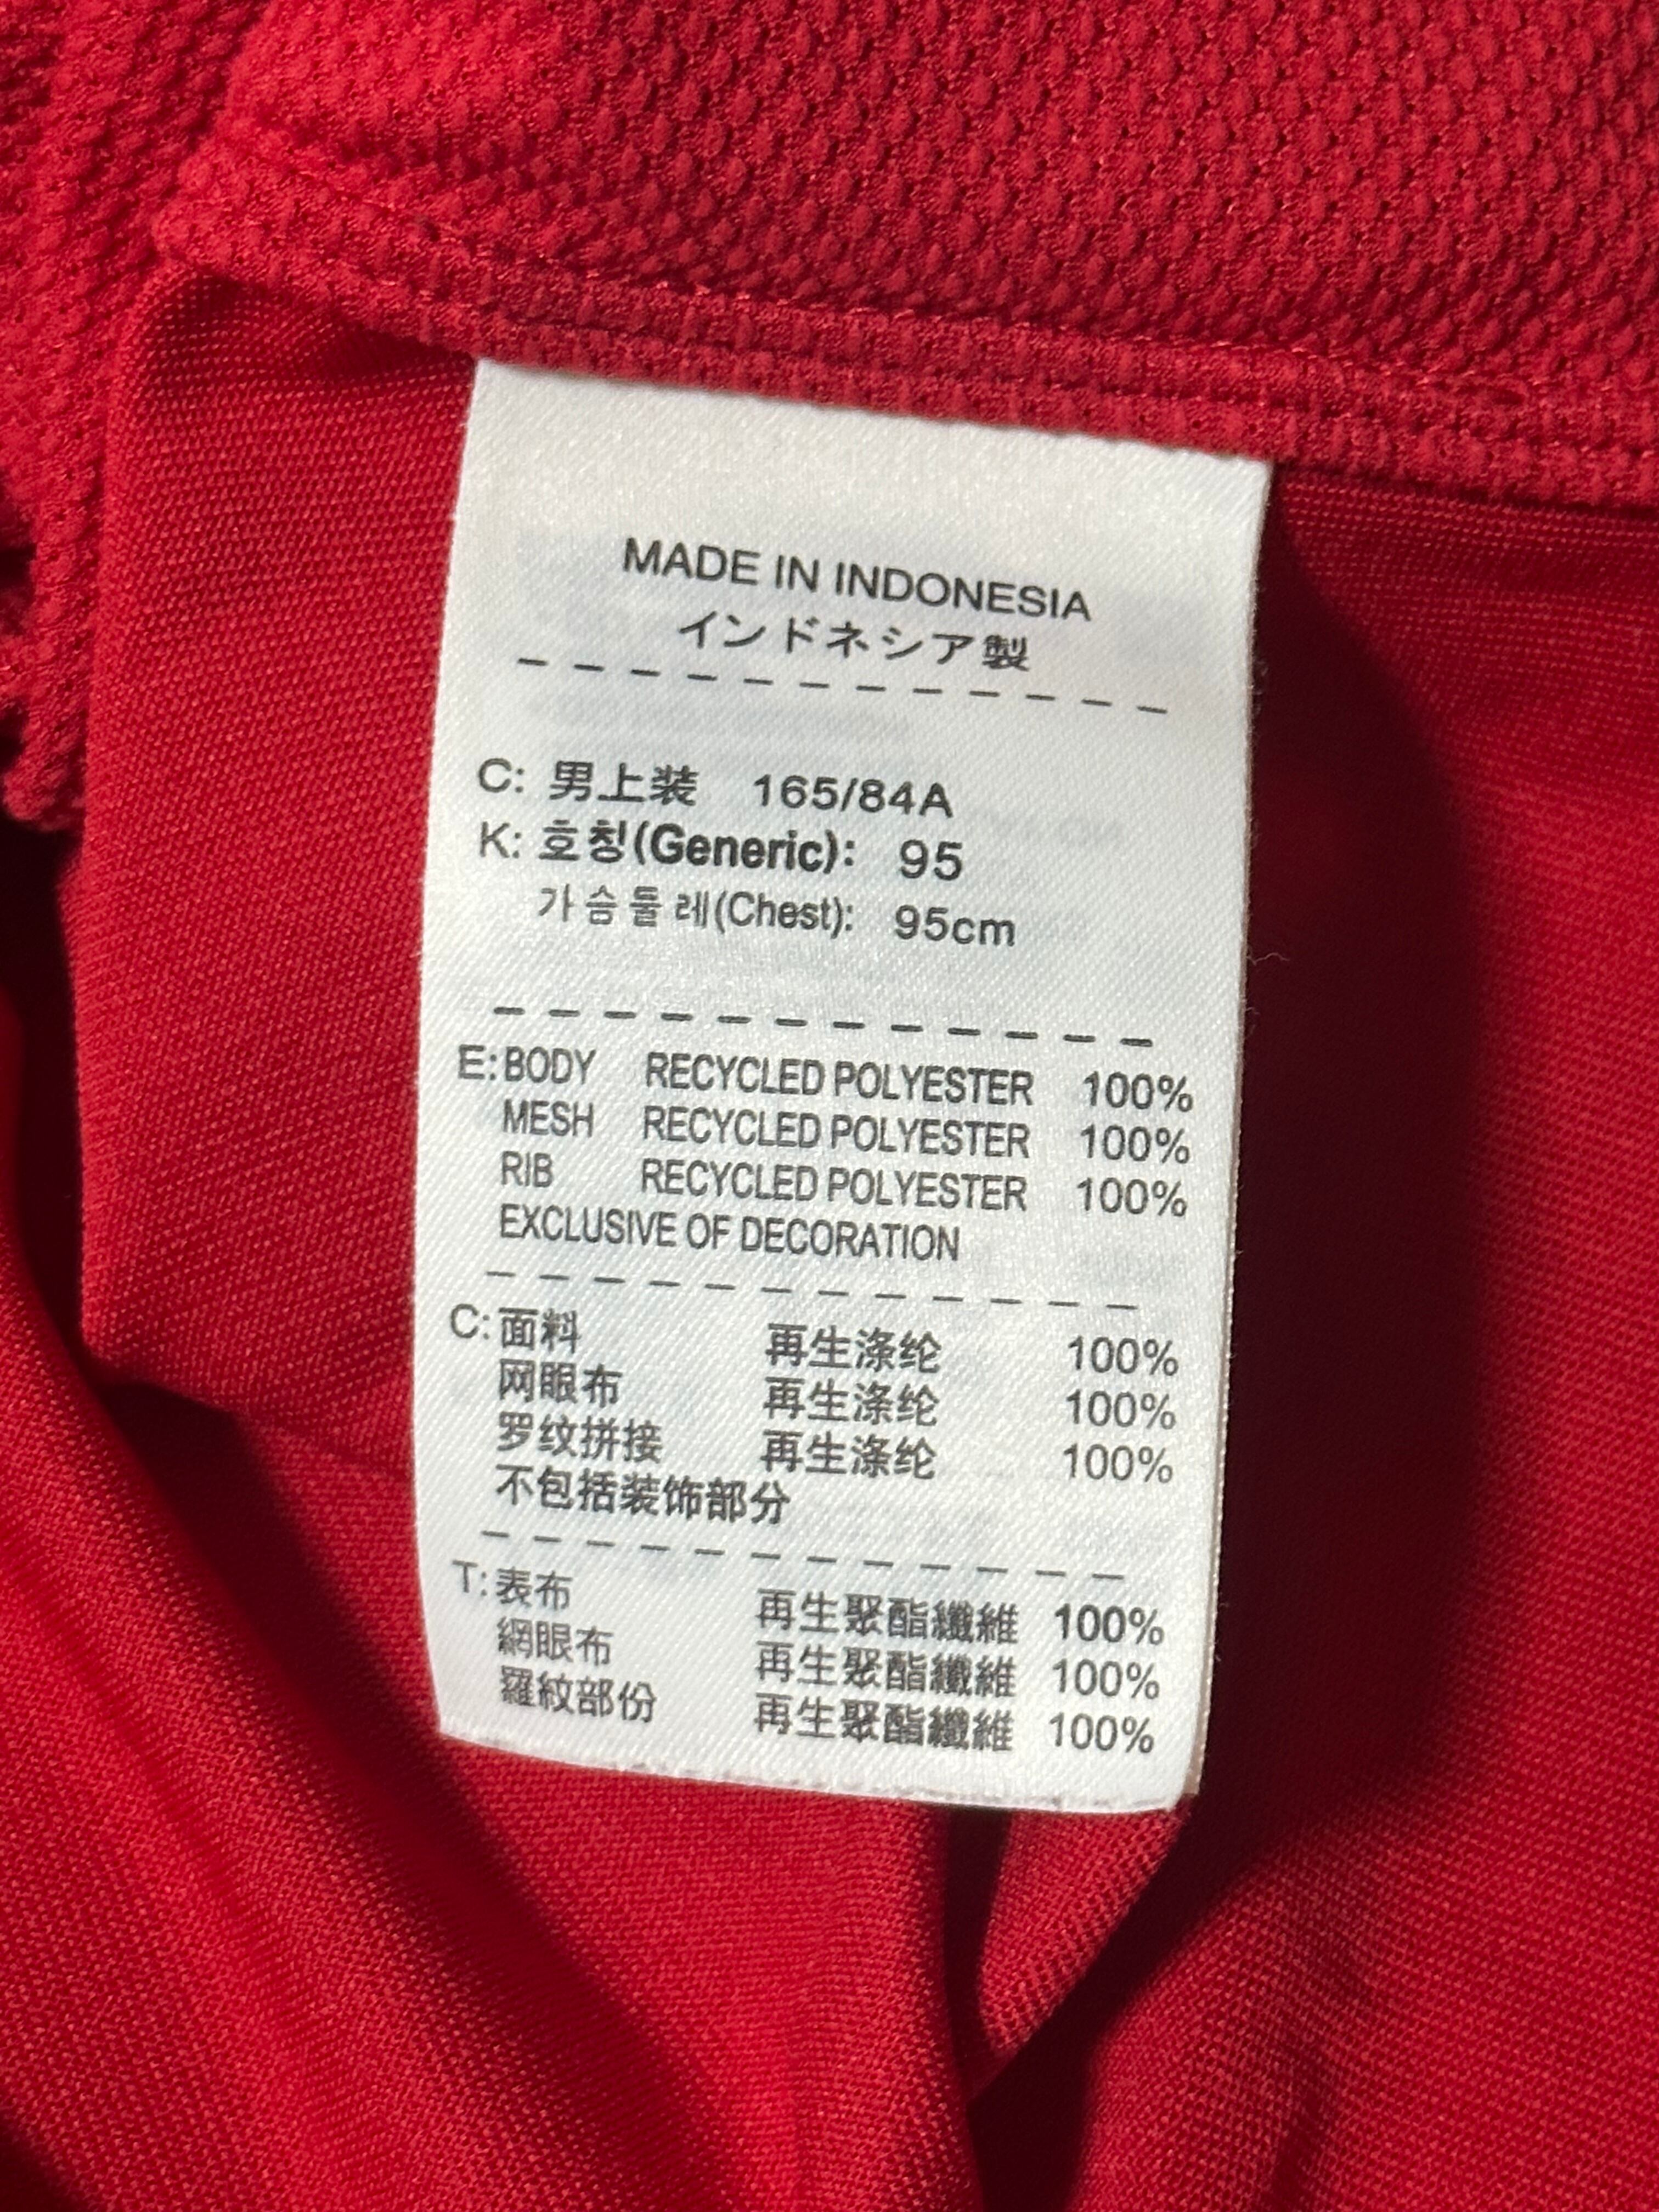 MADE IN INDONESIA
インドネシア製
C: 男上装 165/84A
K: 호칭(Generic): 95
가슴둘레(Chest): 95cm
E: BODY RECYCLED POLYESTER 100%
MESH RECYCLED POLYESTER 100%
RIB RECYCLED POLYESTER 100%
EXCLUSIVE OF DECORATION
C: 面料 再生涤纶 100%
网眼布 再生涤纶 100%
罗纹拼接 再生涤纶 100%
不包括装饰部分
T: 表布 再生聚酯纖維 100%
網眼布 再生聚酯纖維 100%
羅紋部份 再生聚酯纖維 100%